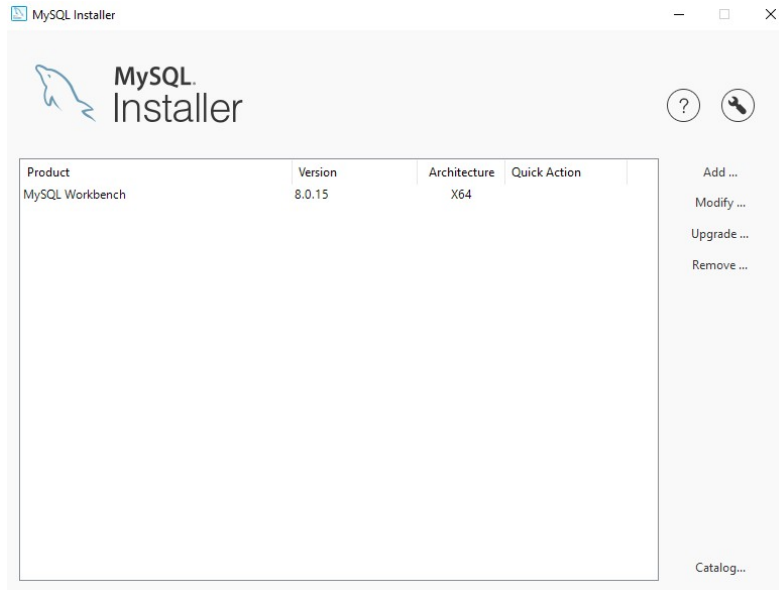 MySQL Installer
MySQL.
Installer
?
Product Version Architecture Quick Action
MySQL Workbench 8.0.15 X64
Add ...
Modify ...
Upgrade ...
Remove ...
Catalog...